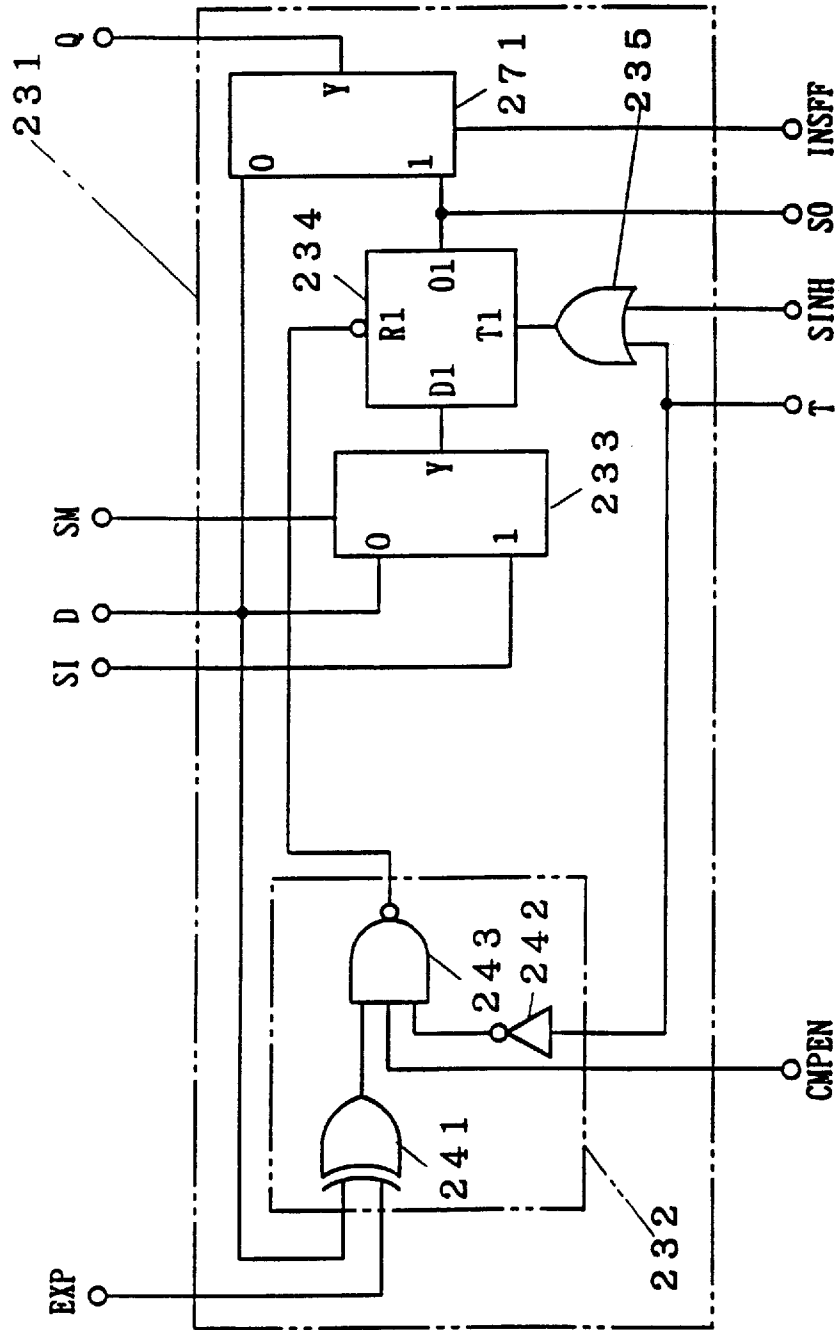 EXP
SI
D
SM
Q
231
0
1
Y
271
234
R1
D1
O1
T1
0
1
Y
233
235
241
243
242
232
CMPEN
T
SINH
SO
INSFF